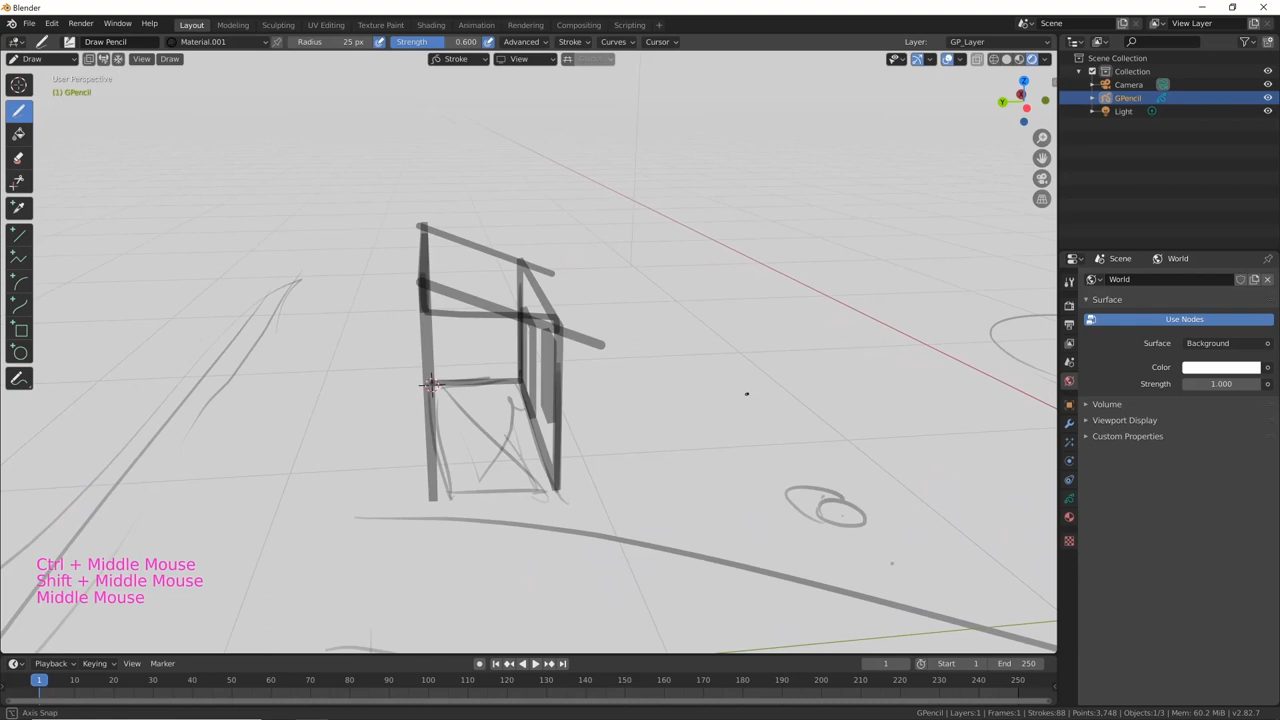 Blender
File Edit Render Window Help Layout Modeling Sculpting UV Editing Texture Paint Shading Animation Rendering Compositing Scripting + Scene View Layer
Draw Pencil Material.001 Radius 25 px Strength 0.600 Advanced Stroke Curves Cursor Layer: GP_Layer
Draw View Draw Stroke View
User Perspective
(1) GPencil
Z
X
Y
Scene Collection
Collection
Camera
GPencil
Light
Scene World
World
Surface
Use Nodes
Surface Background
Color
Strength 1.000
Volume
Viewport Display
Custom Properties
Ctrl + Middle Mouse
Shift + Middle Mouse
Middle Mouse
Playback Keying View Marker 1 Start 1 End 250
1 10 20 30 40 50 60 70 80 90 100 110 120 130 140 150 160 170 180 190 200 210 220 230 240 250
Axis Snap GPencil | Layers:1 | Frames:1 | Strokes:88 | Points:3,748 | Objects:1/3 | Mem: 60.2 MiB | v2.82.7